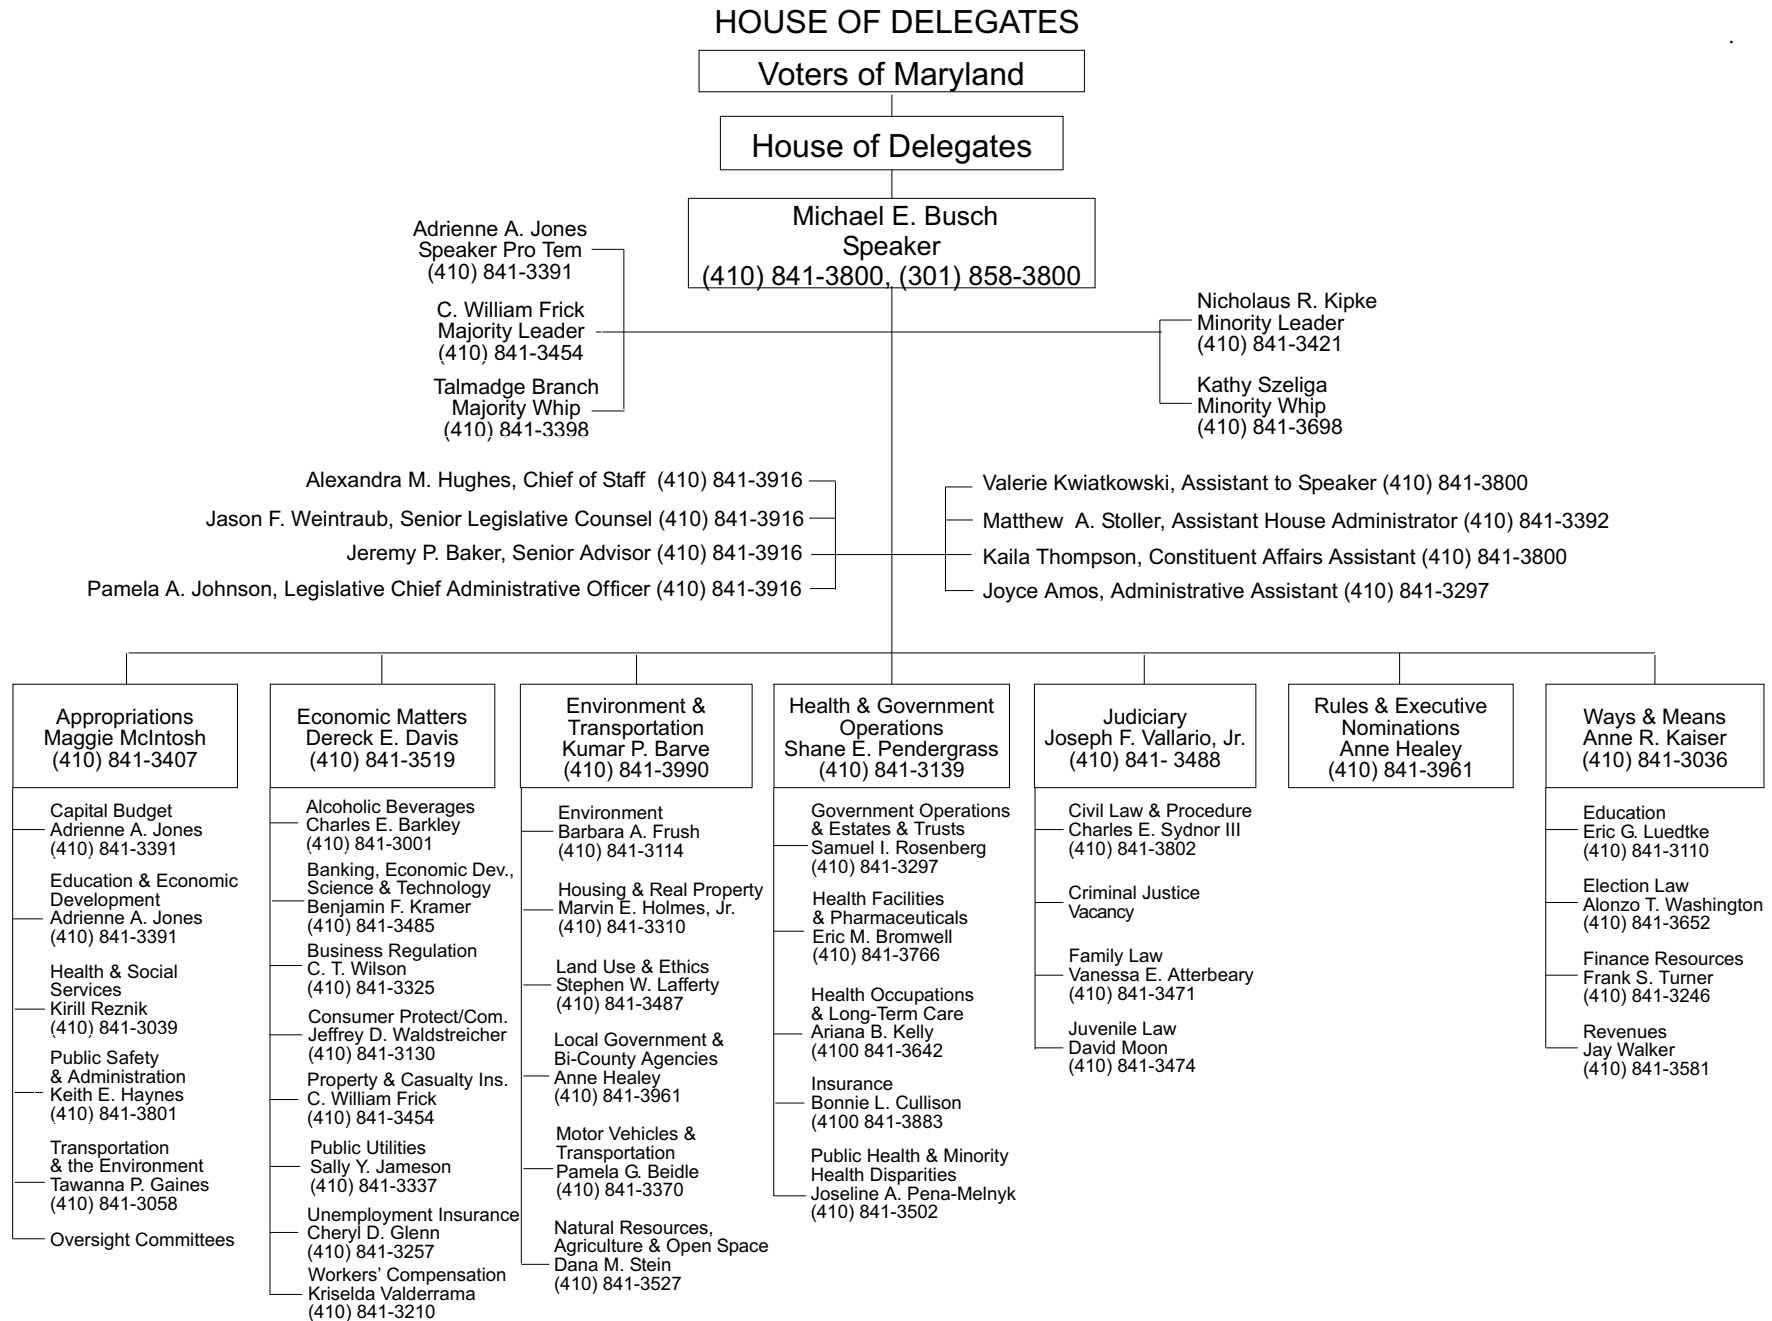 HOUSE OF DELEGATES
Voters of Maryland
House of Delegates
Michael E. Busch
Speaker
(410) 841-3800, (301) 858-3800
Adrienne A. Jones
Speaker Pro Tem
(410) 841-3391
C. William Frick
Majority Leader
(410) 841-3454
Talmadge Branch
Majority Whip
(410) 841-3398
Nicholaus R. Kipke
Minority Leader
(410) 841-3421
Kathy Szeliga
Minority Whip
(410) 841-3698
Alexandra M. Hughes, Chief of Staff (410) 841-3916
Jason F. Weintraub, Senior Legislative Counsel (410) 841-3916
Jeremy P. Baker, Senior Advisor (410) 841-3916
Pamela A. Johnson, Legislative Chief Administrative Officer (410) 841-3916
Valerie Kwiatkowski, Assistant to Speaker (410) 841-3800
Matthew A. Stoller, Assistant House Administrator (410) 841-3392
Kaila Thompson, Constituent Affairs Assistant (410) 841-3800
Joyce Amos, Administrative Assistant (410) 841-3297
Appropriations
Maggie McIntosh
(410) 841-3407
Capital Budget
Adrienne A. Jones
(410) 841-3391
Education & Economic
Development
Adrienne A. Jones
(410) 841-3391
Health & Social
Services
Kirill Reznik
(410) 841-3039
Public Safety
& Administration
Keith E. Haynes
(410) 841-3801
Transportation
& the Environment
Tawanna P. Gaines
(410) 841-3058
Oversight Committees
Economic Matters
Dereck E. Davis
(410) 841-3519
Alcoholic Beverages
Charles E. Barkley
(410) 841-3001
Banking, Economic Dev.,
Science & Technology
Benjamin F. Kramer
(410) 841-3485
Business Regulation
C. T. Wilson
(410) 841-3325
Consumer Protect/Com.
Jeffrey D. Waldstreicher
(410) 841-3130
Property & Casualty Ins.
C. William Frick
(410) 841-3454
Public Utilities
Sally Y. Jameson
(410) 841-3337
Unemployment Insurance
Cheryl D. Glenn
(410) 841-3257
Workers’ Compensation
Kriselda Valderrama
(410) 841-3210
Environment &
Transportation
Kumar P. Barve
(410) 841-3990
Environment
Barbara A. Frush
(410) 841-3114
Housing & Real Property
Marvin E. Holmes, Jr.
(410) 841-3310
Land Use & Ethics
Stephen W. Lafferty
(410) 841-3487
Local Government &
Bi-County Agencies
Anne Healey
(410) 841-3961
Motor Vehicles &
Transportation
Pamela G. Beidle
(410) 841-3370
Natural Resources,
Agriculture & Open Space
Dana M. Stein
(410) 841-3527
Health & Government
Operations
Shane E. Pendergrass
(410) 841-3139
Government Operations
& Estates & Trusts
Samuel I. Rosenberg
(410) 841-3297
Health Facilities
& Pharmaceuticals
Eric M. Bromwell
(410) 841-3766
Health Occupations
& Long-Term Care
Ariana B. Kelly
(4100 841-3642
Insurance
Bonnie L. Cullison
(4100 841-3883
Public Health & Minority
Health Disparities
Joseline A. Pena-Melnyk
(410) 841-3502
Judiciary
Joseph F. Vallario, Jr.
(410) 841- 3488
Civil Law & Procedure
Charles E. Sydnor III
(410) 841-3802
Criminal Justice
Vacancy
Family Law
Vanessa E. Atterbeary
(410) 841-3471
Juvenile Law
David Moon
(410) 841-3474
Rules & Executive
Nominations
Anne Healey
(410) 841-3961
Ways & Means
Anne R. Kaiser
(410) 841-3036
Education
Eric G. Luedtke
(410) 841-3110
Election Law
Alonzo T. Washington
(410) 841-3652
Finance Resources
Frank S. Turner
(410) 841-3246
Revenues
Jay Walker
(410) 841-3581